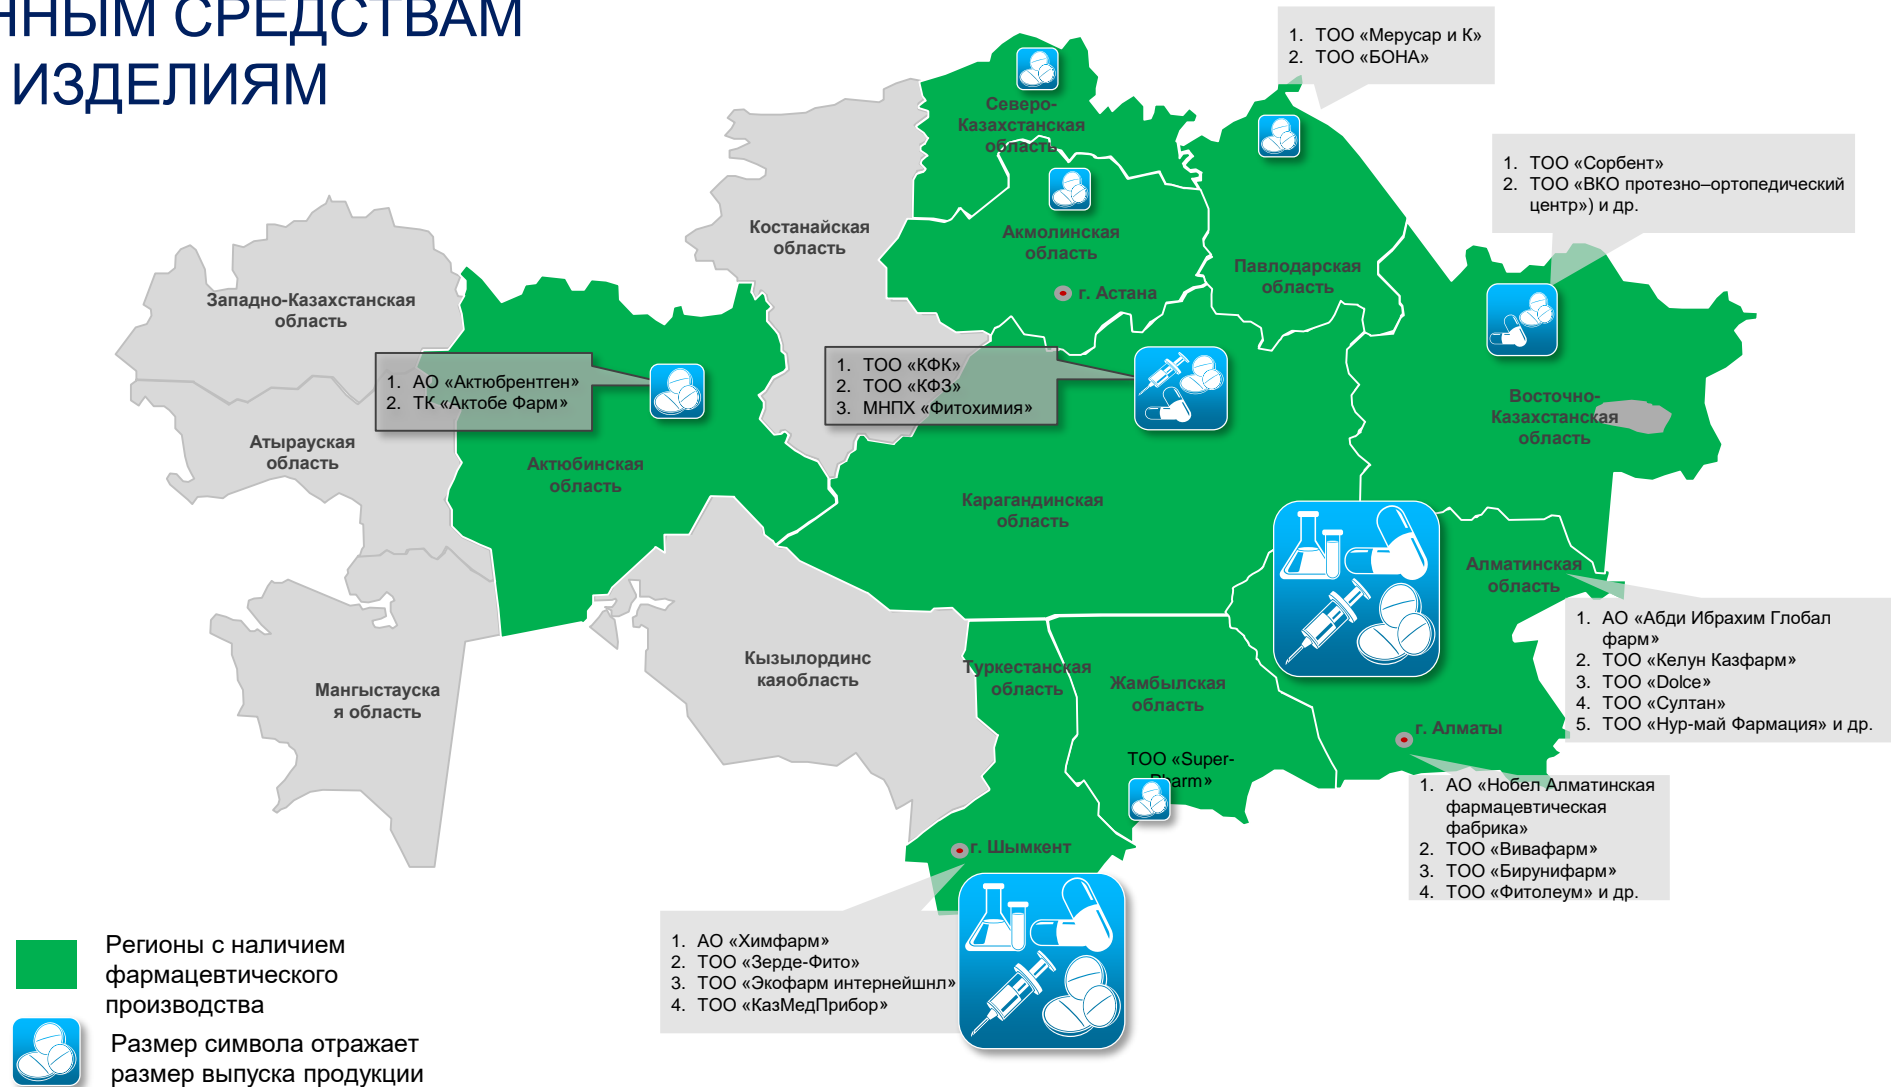 ННЫМ СРЕДСТВАМ
ИЗДЕЛИЯМ
1. ТОО «Мерусар и К»
2. ТОО «БОНА»
Северо-
Казахстанская
область
1. ТОО «Сорбент»
2. ТОО «ВКО протезно–ортопедический
центр») и др.
Костанайская
область
Акмолинская
область
г. Астана
Павлодарская
область
Западно-Казахстанская
область
1. АО «Актюбрентген»
2. ТК «Актобе Фарм»
1. ТОО «КФК»
2. ТОО «КФЗ»
3. МНПХ «Фитохимия»
Восточно-
Казахстанская
область
Атырауская
область
Актюбинская
область
Карагандинская
область
Алматинская
область
1. АО «Абди Ибрахим Глобал
фарм»
2. ТОО «Келун Казфарм»
3. ТОО «Dolce»
4. ТОО «Султан»
5. ТОО «Нур-май Фармация» и др.
Мангыстауска
я область
Кызылординс
каяобласть
Туркестанская
область
Жамбылская
область
ТОО «Super-
Pharm»
г. Алматы
1. АО «Нобел Алматинская
фармацевтическая
фабрика»
2. ТОО «Вивафарм»
3. ТОО «Бирунифарм»
4. ТОО «Фитолеум» и др.
г. Шымкент
1. АО «Химфарм»
2. ТОО «Зерде-Фито»
3. ТОО «Экофарм интернейшнл»
4. ТОО «КазМедПрибор»
Регионы с наличием
фармацевтического
производства
Размер символа отражает
размер выпуска продукции